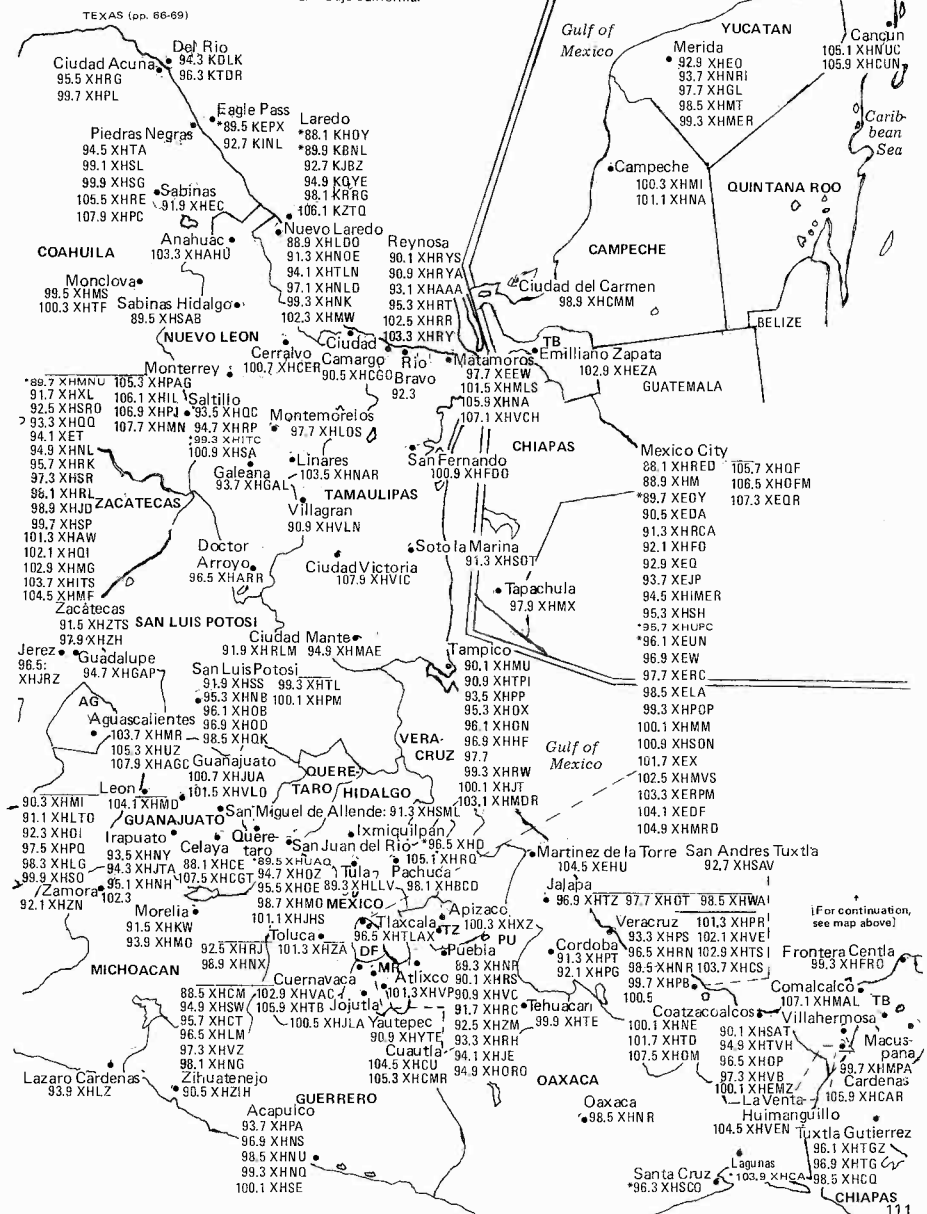 TEXAS (pp. 66-69)
Del Rio
94.3 KDLK
96.3 KTDR
Ciudad Acuna
95.5 XHRG
99.7 XHPL
Eagle Pass
*89.5 KEPX
92.7 KINL
Laredo
*88.1 KHOY
*89.9 KBNL
92.7 KJBZ
94.9 KOYE
98.1 KRRG
106.1 KZTQ
Piedras Negras
94.5 XHTA
99.1 XHSL
99.9 XHSG
105.5 XHRE
107.9 XHPC
Sabinas
91.9 XHEC
Anahuac
103.3 XHAHU
COAHUILA
Monclova
99.5 XHMS
100.3 XHTF
Sabinas Hidalgo
89.5 XHSAB
NUEVO LEON
Nuevo Laredo
88.9 XHLDO
91.3 XHNOE
94.1 XHTLN
97.1 XHNLD
99.3 XHNK
102.3 XHMW
Reynosa
90.1 XHRYS
90.9 XHRYA
93.1 XHAAA
95.3 XHRT
102.5 XHRR
103.3 XHRY
Gulf of
Mexico
YUCATAN
Merida
92.9 XHEO
93.7 XHNRI
97.7 XHGL
98.5 XHMT
99.3 XHMER
Cancun
105.1 XHNUC
105.9 XHCUN
Carib-
bean
Sea
Campeche
100.3 XHMI
101.1 XHNA
QUINTANA ROO
CAMPECHE
Ciudad del Carmen
98.9 XHCMM
BELIZE
TB
Emilliano Zapata
102.9 XHEZA
GUATEMALA
Cerralvo
100.7 XHCER
Ciudad
Camargo
90.5 XHCGO
Rio
Bravo
92.3
Matamoros
97.7 XEEW
101.5 XHMLS
105.9 XHNA
107.1 XHVCH
CHIAPAS
Monterrey
*89.7 XHMNU
91.7 XHXL
92.5 XHSRO
93.3 XHQQ
94.1 XET
94.9 XHNL
95.7 XHRK
97.3 XHSR
98.1 XHRL
98.9 XHJD
99.7 XHSP
101.3 XHAW
102.1 XHQI
102.9 XHMG
103.7 XHITS
104.5 XHMF
105.3 XHPAG
106.1 XHIL
106.9 XHPJ
107.7 XHMN
Saltillo
93.5 XHQC
94.7 XHRP
*99.3 XHITC
100.9 XHSA
Montemorelos
97.7 XHLOS
Galeana
93.7 XHGAL
Linares
103.5 XHNAR
San Fernando
100.9 XHFDO
ZACATECAS
TAMAULIPAS
Villagran
90.9 XHVLN
Doctor
Arroyo
96.5 XHARR
Ciudad Victoria
107.9 XHVIC
Soto la Marina
91.3 XHSOT
Tapachula
97.9 XHMX
Mexico City
88.1 XHRED
88.9 XHM
*89.7 XEOY
90.5 XEDA
91.3 XHRCA
92.1 XHFO
92.9 XEQ
93.7 XEJP
94.5 XHIMER
95.3 XHSH
*95.7 XHUPC
*96.1 XEUN
96.9 XEW
97.7 XERC
98.5 XELA
99.3 XHPOP
100.1 XHMM
100.9 XHSON
101.7 XEX
102.5 XHMVS
103.3 XERPM
104.1 XEDF
104.9 XHMRD
105.7 XHOF
106.5 XHDFM
107.3 XEQR
Zacatecas
91.5 XHZTS
97.9 XHZH
SAN LUIS POTOSI
Jerez
96.5:
XHJRZ
Guadalupe
94.7 XHGAP
Ciudad Mante
91.9 XHRLM 94.9 XHMAE
Tampico
90.1 XHMU
90.9 XHTPI
93.5 XHPP
95.3 XHOX
96.1 XHON
96.9 XHHF
97.7
99.3 XHRW
100.1 XHJT
103.1 XHMDR
San Luis Potosi
91.9 XHSS 99.3 XHTL
95.3 XHNB 100.1 XHPM
96.1 XHOB
96.9 XHOD
98.5 XHQK
AG
Aguascalientes
103.7 XHMR
105.3 XHUZ
107.9 XHAGC
Guanajuato
100.7 XHJUA
101.5 XHVLO
QUERE-
TARO
HIDALGO
VERA-
CRUZ
Gulf of
Mexico
Leon
104.1 XHMD
90.3 XHMI
91.1 XHLTO
92.3 XHOI
97.5 XHPQ
98.3 XHLG
99.9 XHSO
GUANAJUATO
San Miguel de Allende: 91.3 XHSML
Irapuato
93.5 XHNY
94.3 XHJTA
95.1 XHNH
102.3
Celaya
88.1 XHCE
107.5 XHCGT
Quere-
taro
*89.5 XHUAQ
94.7 XHOZ
95.5 XHOE
98.7 XHMO
101.1 XHJHS
San Juan del Rio
105.1 XHRQ
Ixmiquilpan
*96.5 XHD
Tula
89.3 XHLLV
Pachuca
98.1 XHBCD
Martinez de la Torre
104.5 XEHU
San Andres Tuxtla
92.7 XHSAV
Zamora
92.1 XHZN
Morelia
91.5 XHKW
93.9 XHMO
MEXICO
Toluca
92.5 XHRJ
98.9 XHNX
101.3 XHZA
Tlaxcala
96.5 XHTLAX
TZ
Apizaco
100.3 XHXZ
PU
DF
MR
Jalapa
96.9 XHTZ 97.7 XHOT 98.5 XHWA
Veracruz
93.3 XHPS
96.5 XHRN
98.5 XHNR
99.7 XHPB
100.5
101.3 XHPR
102.1 XHVE
102.9 XHTS
103.7 XHCS
[For continuation,
see map above]
Cordoba
91.3 XHPT
92.1 XHPG
Puebla
89.3 XHNP
90.1 XHRS
90.9 XHVC
91.7 XHRC
92.5 XHZM
93.3 XHRH
94.1 XHJE
94.9 XHORO
Atlixco
101.3 XHVP
MICHOACAN
Cuernavaca
88.5 XHCM
94.9 XHSW
95.7 XHCT
96.5 XHLM
97.3 XHVZ
98.1 XHNG
102.9 XHVAC
105.9 XHTB
Jojutla
100.5 XHJLA
Yautepec
90.9 XHYTE
Cuautla
104.5 XHCU
105.3 XHCMR
Tehuacan
99.9 XHTE
Frontera Centla
99.3 XHFRO
Comalcalco
107.1 XHMAL
TB
Coatzacoalcos
100.1 XHNE
101.7 XHTD
107.5 XHOM
Villahermosa
90.1 XHSAT
94.9 XHTVH
96.5 XHOP
97.3 XHVB
100.1 XHEMZ
Macus-
pana
99.7 XHMPA
Cardenas
105.9 XHCAR
La Venta-
Huimanguillo
104.5 XHVEN
Lazaro Cardenas
93.9 XHLZ
Zihuatenejo
90.5 XHZIH
GUERRERO
OAXACA
Acapulco
93.7 XHPA
96.9 XHNS
98.5 XHNU
99.3 XHNQ
100.1 XHSE
Oaxaca
98.5 XHNR
Tuxtla Gutierrez
96.1 XHTGZ
96.9 XHTG
98.5 XHCQ
Santa Cruz
*96.3 XHSCO
Lagunas
*103.9 XHCA
CHIAPAS
111